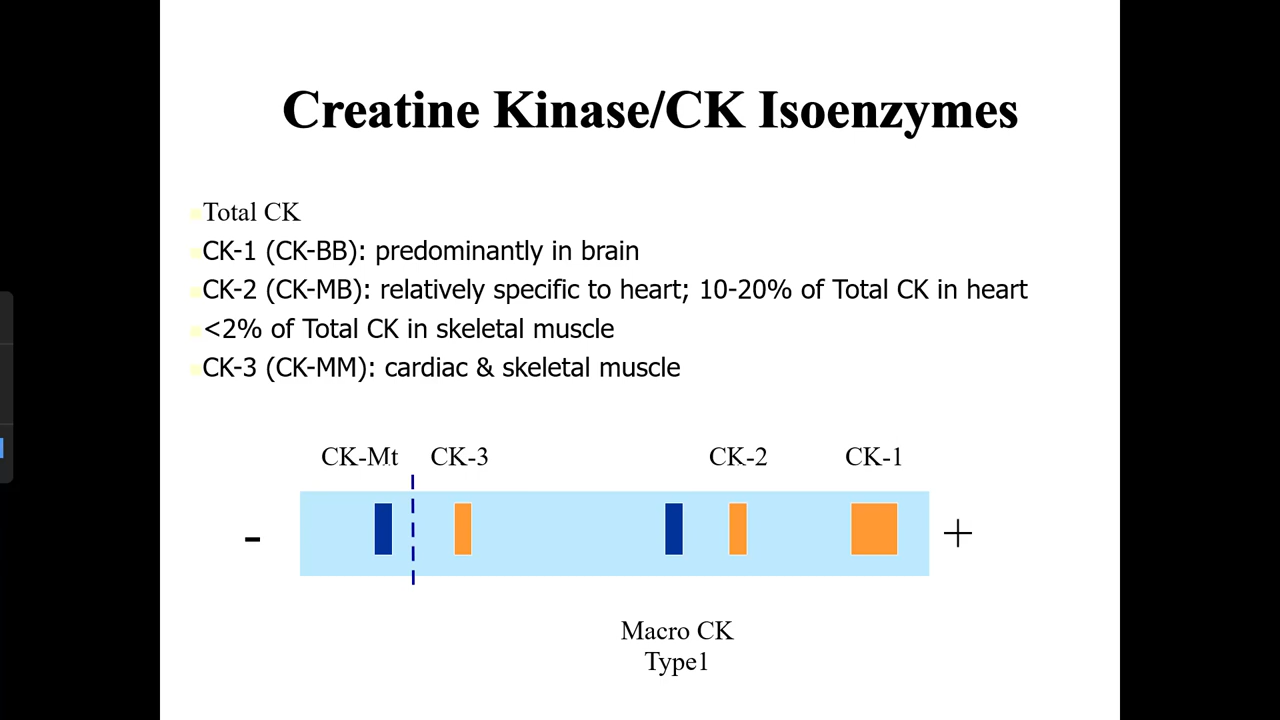 Creatine Kinase/CK Isoenzymes
Total CK
CK-1 (CK-BB): predominantly in brain
CK-2 (CK-MB): relatively specific to heart; 10-20% of Total CK in heart
<2% of Total CK in skeletal muscle
CK-3 (CK-MM): cardiac & skeletal muscle
CK-Mt CK-3 CK-2 CK-1
- +
Macro CK
Type1